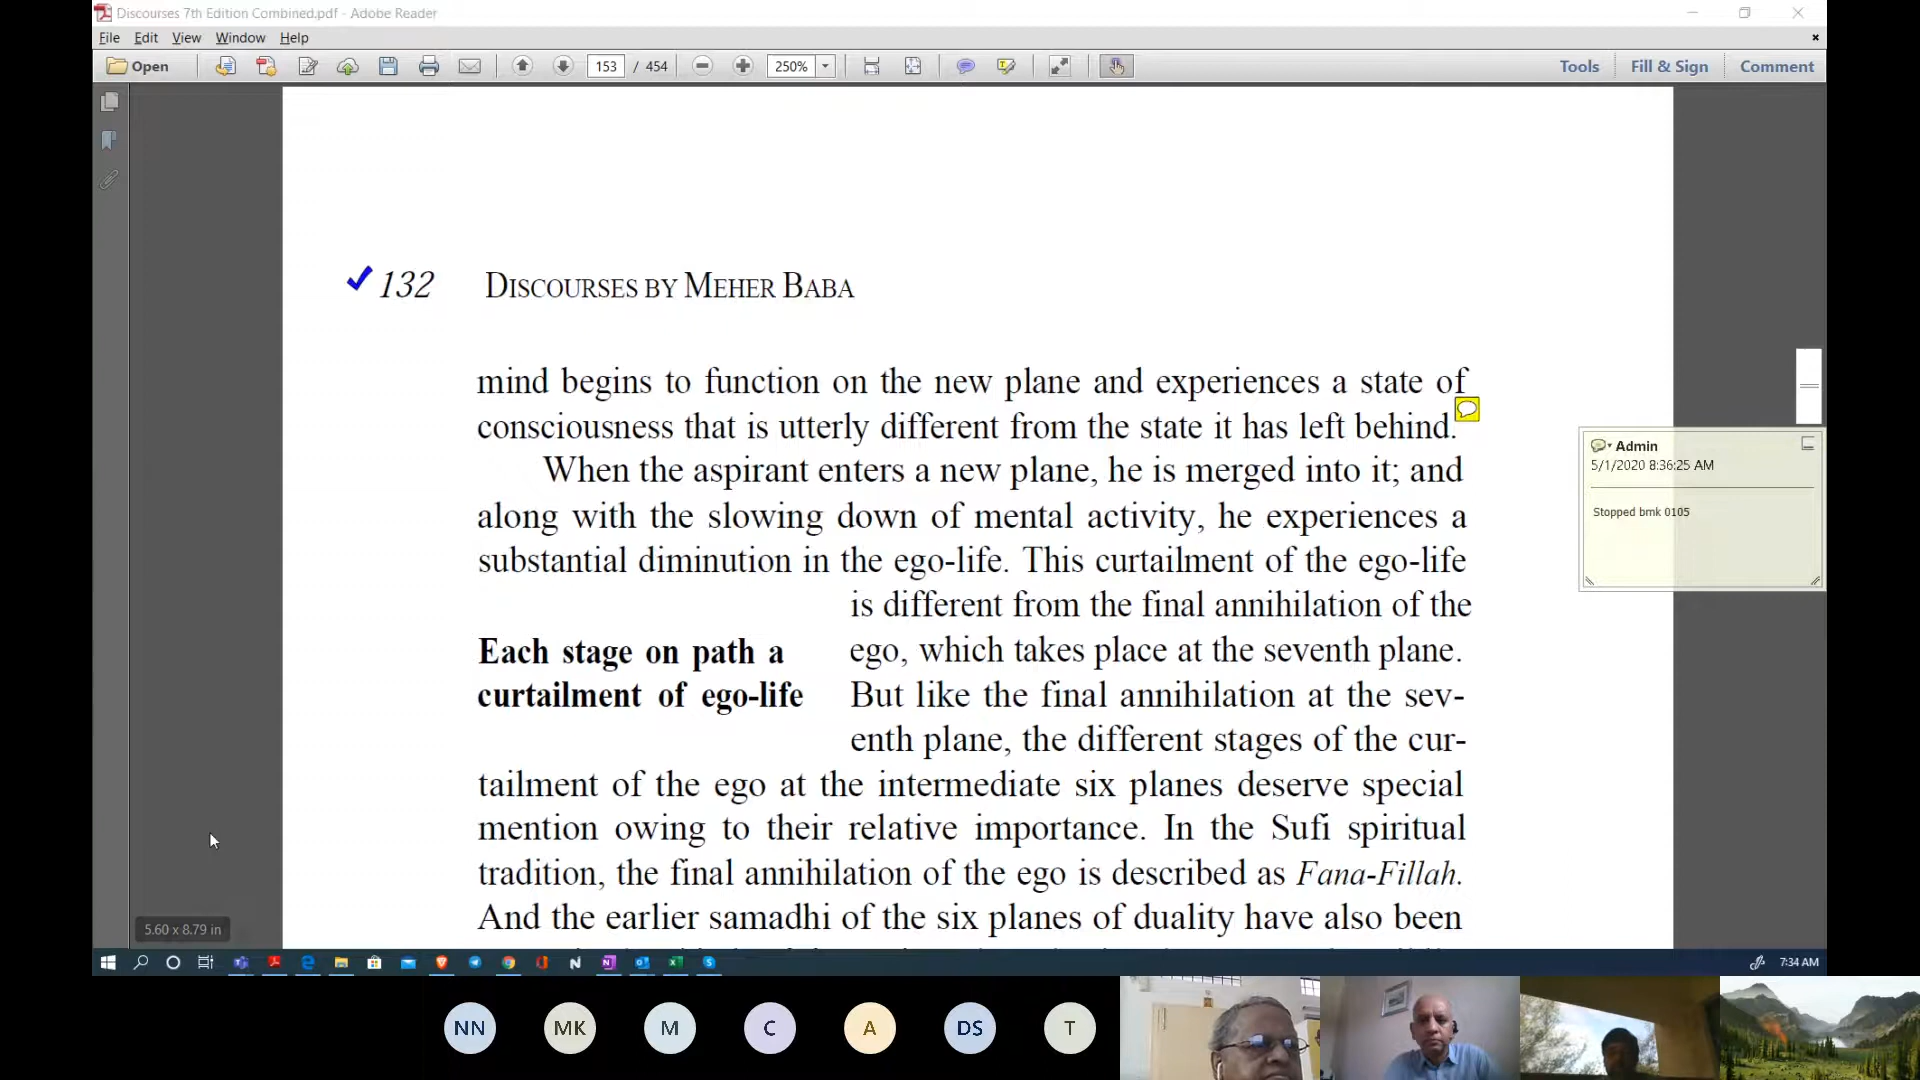 Discourses 7th Edition Combined.pdf - Adobe Reader
File Edit View Window Help
Open 153 / 454 250% Tools Fill & Sign Comment
132 DISCOURSES BY MEHER BABA
mind begins to function on the new plane and experiences a state of
consciousness that is utterly different from the state it has left behind.
When the aspirant enters a new plane, he is merged into it; and
along with the slowing down of mental activity, he experiences a
substantial diminution in the ego-life. This curtailment of the ego-life
is different from the final annihilation of the
ego, which takes place at the seventh plane.
But like the final annihilation at the sev-
enth plane, the different stages of the cur-
Each stage on path a
curtailment of ego-life
tailment of the ego at the intermediate six planes deserve special
mention owing to their relative importance. In the Sufi spiritual
tradition, the final annihilation of the ego is described as Fana-Fillah.
And the earlier samadhi of the six planes of duality have also been
Admin
5/1/2020 8:36:25 AM
Stopped bmk 0105
5.60 x 8.79 in
7:34 AM
NN MK M C A DS T